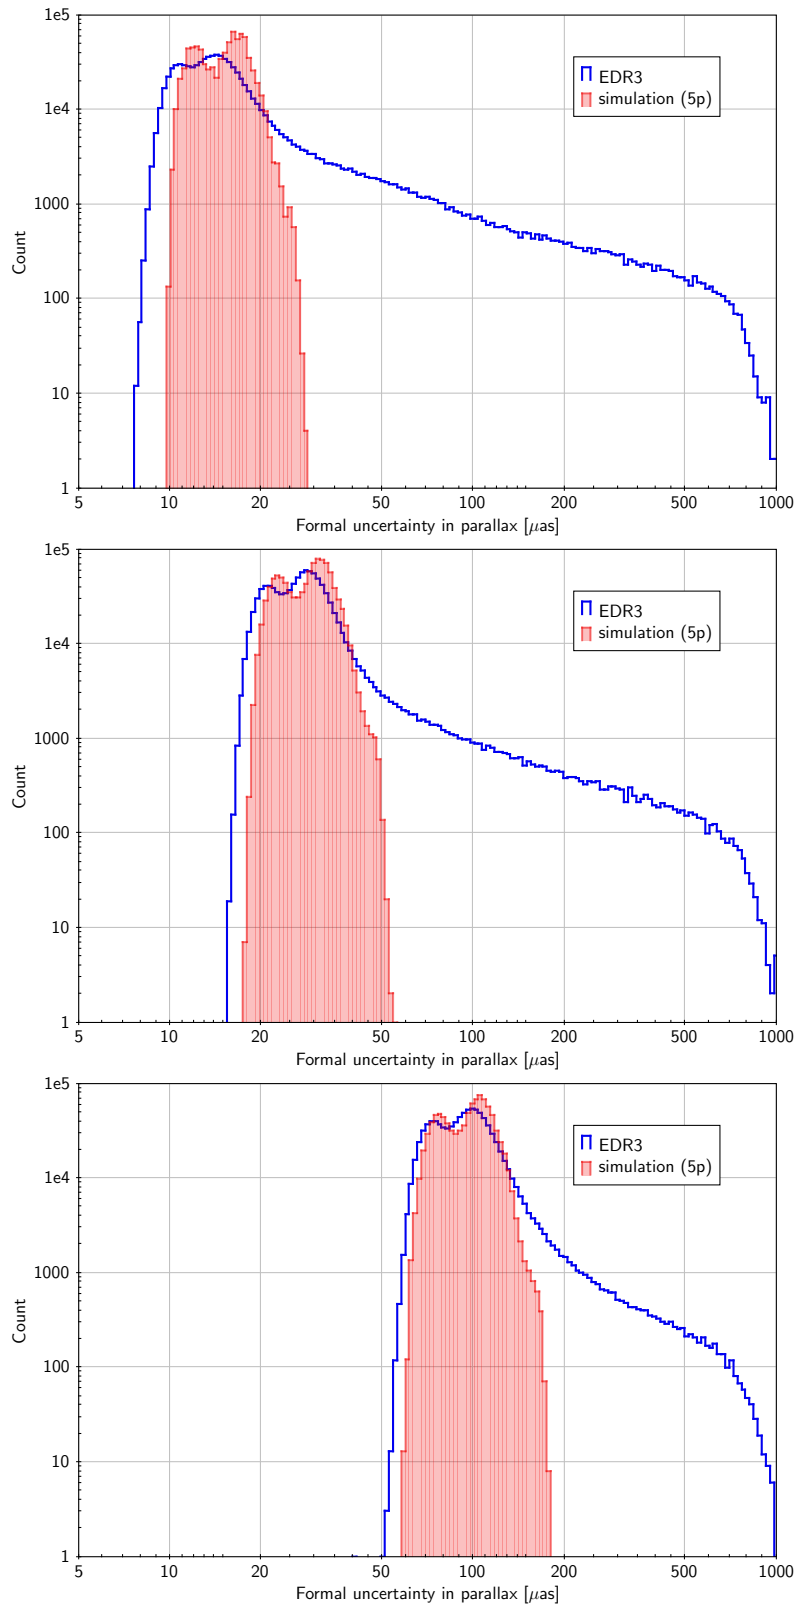 1e5
1e4
1000
100
10
1
Count
EDR3
simulation (5p)
5 10 20 50 100 200 500 1000
Formal uncertainty in parallax [μas]
1e5
1e4
1000
100
10
1
Count
EDR3
simulation (5p)
5 10 20 50 100 200 500 1000
Formal uncertainty in parallax [μas]
1e5
1e4
1000
100
10
1
Count
EDR3
simulation (5p)
5 10 20 50 100 200 500 1000
Formal uncertainty in parallax [μas]